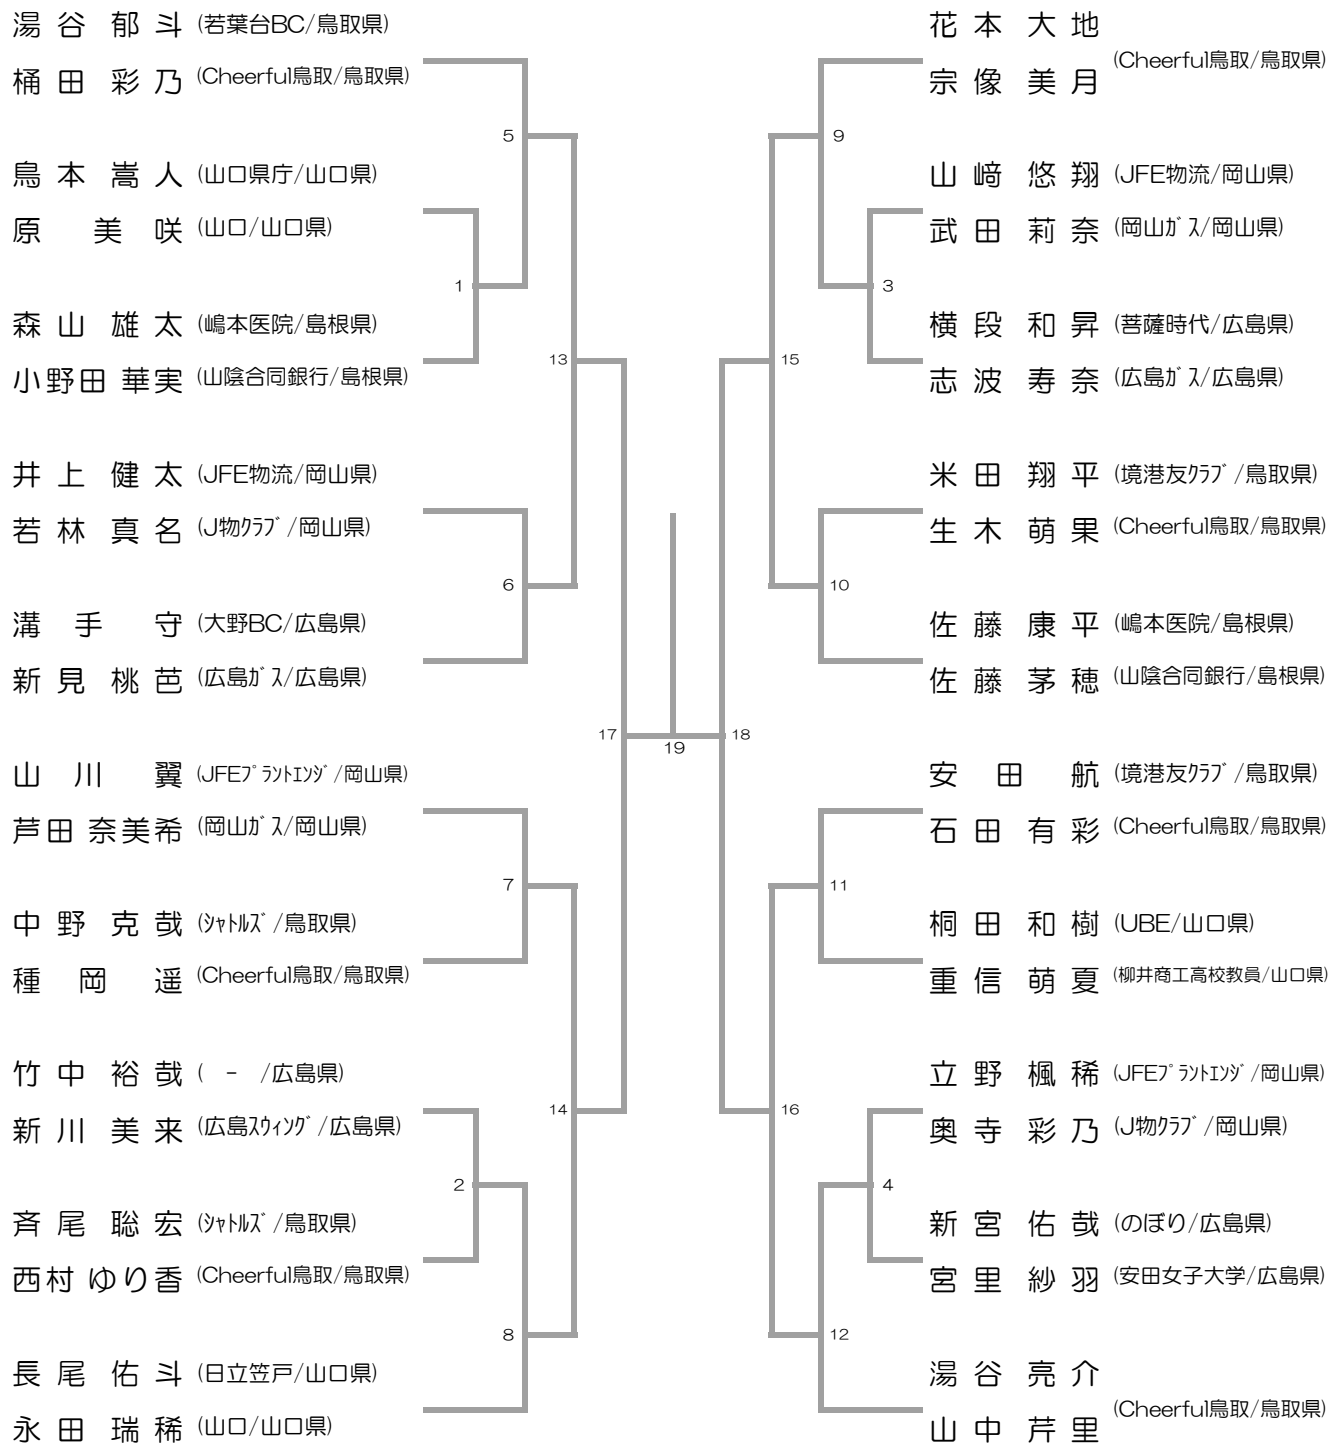 湯谷 郁斗 (若葉台BC/鳥取県)
桶田 彩乃 (Cheerful鳥取/鳥取県)
5
鳥本 嵩人 (山口県庁/山口県)
原 美咲 (山口/山口県)
1
森山 雄太 (嶋本医院/島根県)
13
小野田 華実 (山陰合同銀行/島根県)
井上 健太 (JFE物流/岡山県)
若林 真名 (J物ｸﾗﾌﾞ/岡山県)
6
溝手 守 (大野BC/広島県)
新見 桃芭 (広島ｶﾞｽ/広島県)
17
山川 翼 (JFEﾌﾟﾗﾝﾄｴﾝｼﾞ/岡山県)
芦田 奈美希 (岡山ｶﾞｽ/岡山県)
7
中野 克哉 (ｼｬﾄﾙｽﾞ/鳥取県)
種岡 遥 (Cheerful鳥取/鳥取県)
竹中 裕哉 ( - /広島県)
14
新川 美来 (広島ｽｳｨﾝｸﾞ/広島県)
2
斉尾 聡宏 (ｼｬﾄﾙｽﾞ/鳥取県)
西村 ゆり香 (Cheerful鳥取/鳥取県)
8
長尾 佑斗 (日立笠戸/山口県)
永田 瑞稀 (山口/山口県)
19
花本 大地
(Cheerful鳥取/鳥取県)
宗像 美月
9
山﨑 悠翔 (JFE物流/岡山県)
武田 莉奈 (岡山ｶﾞｽ/岡山県)
3
横段 和昇 (菩薩時代/広島県)
15
志波 寿奈 (広島ｶﾞｽ/広島県)
米田 翔平 (境港友ｸﾗﾌﾞ/鳥取県)
生木 萌果 (Cheerful鳥取/鳥取県)
10
佐藤 康平 (嶋本医院/島根県)
佐藤 茅穂 (山陰合同銀行/島根県)
18
安田 航 (境港友ｸﾗﾌﾞ/鳥取県)
石田 有彩 (Cheerful鳥取/鳥取県)
11
桐田 和樹 (UBE/山口県)
重信 萌夏 (柳井商工高校教員/山口県)
立野 楓稀 (JFEﾌﾟﾗﾝﾄｴﾝｼﾞ/岡山県)
16
奥寺 彩乃 (J物ｸﾗﾌﾞ/岡山県)
4
新宮 佑哉 (のぼり/広島県)
宮里 紗羽 (安田女子大学/広島県)
12
湯谷 亮介
(Cheerful鳥取/鳥取県)
山中 芹里